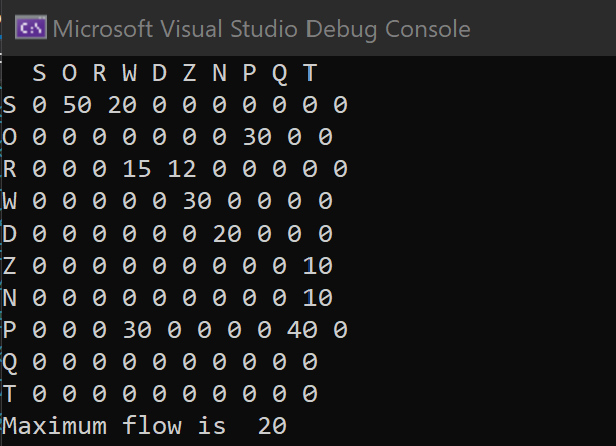 C:\ Microsoft Visual Studio Debug Console
S O R W D Z N P Q T
S 0 50 20 0 0 0 0 0 0 0
O 0 0 0 0 0 0 0 30 0 0
R 0 0 0 15 12 0 0 0 0 0
W 0 0 0 0 0 30 0 0 0 0
D 0 0 0 0 0 0 20 0 0 0
Z 0 0 0 0 0 0 0 0 0 10
N 0 0 0 0 0 0 0 0 0 10
P 0 0 0 30 0 0 0 0 40 0
Q 0 0 0 0 0 0 0 0 0 0
T 0 0 0 0 0 0 0 0 0 0
Maximum flow is  20